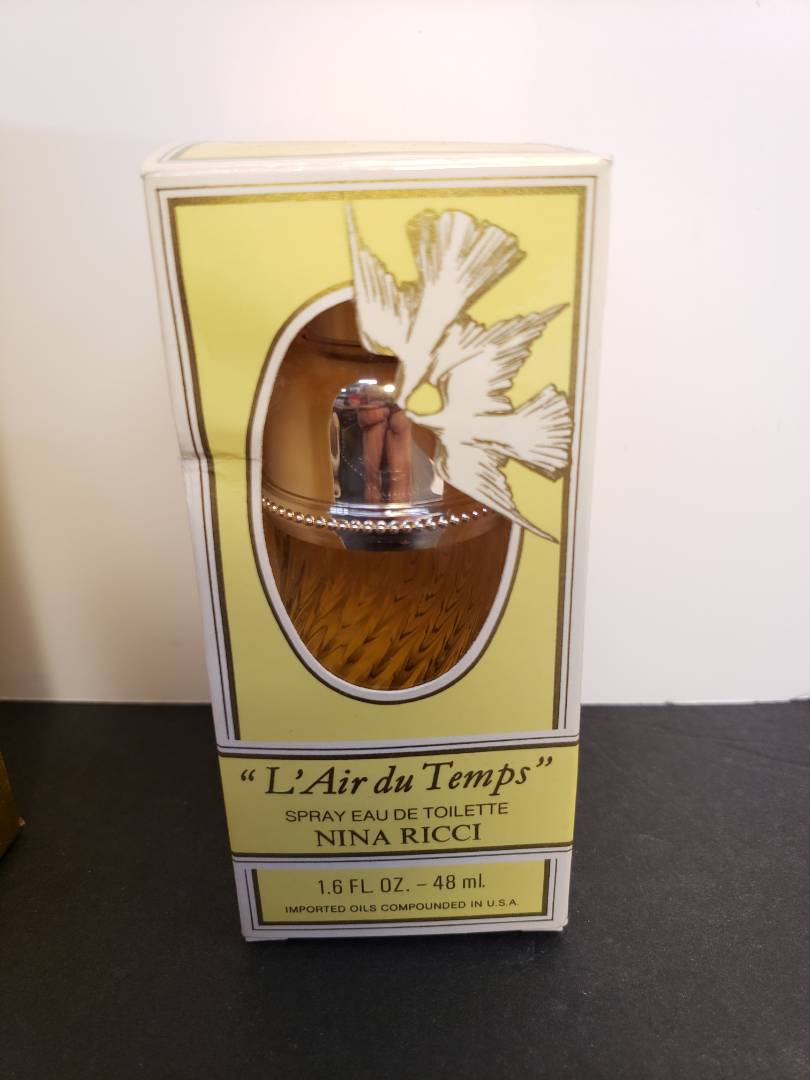 “L’Air du Temps”
SPRAY EAU DE TOILETTE
NINA RICCI
1.6 FL. OZ. – 48 ml.
IMPORTED OILS COMPOUNDED IN U.S.A.